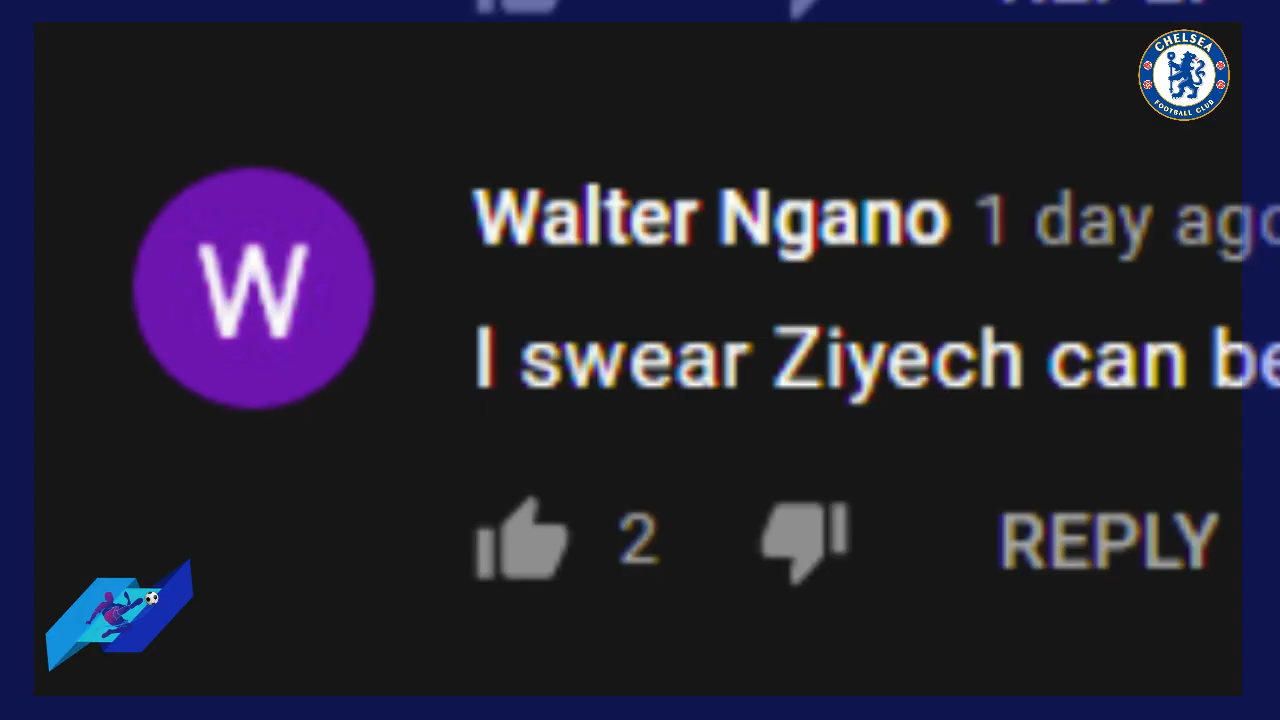 CHELSEA
FOOTBALL CLUB
W
Walter Ngano 1 day ago
I swear Ziyech can be
2
REPLY